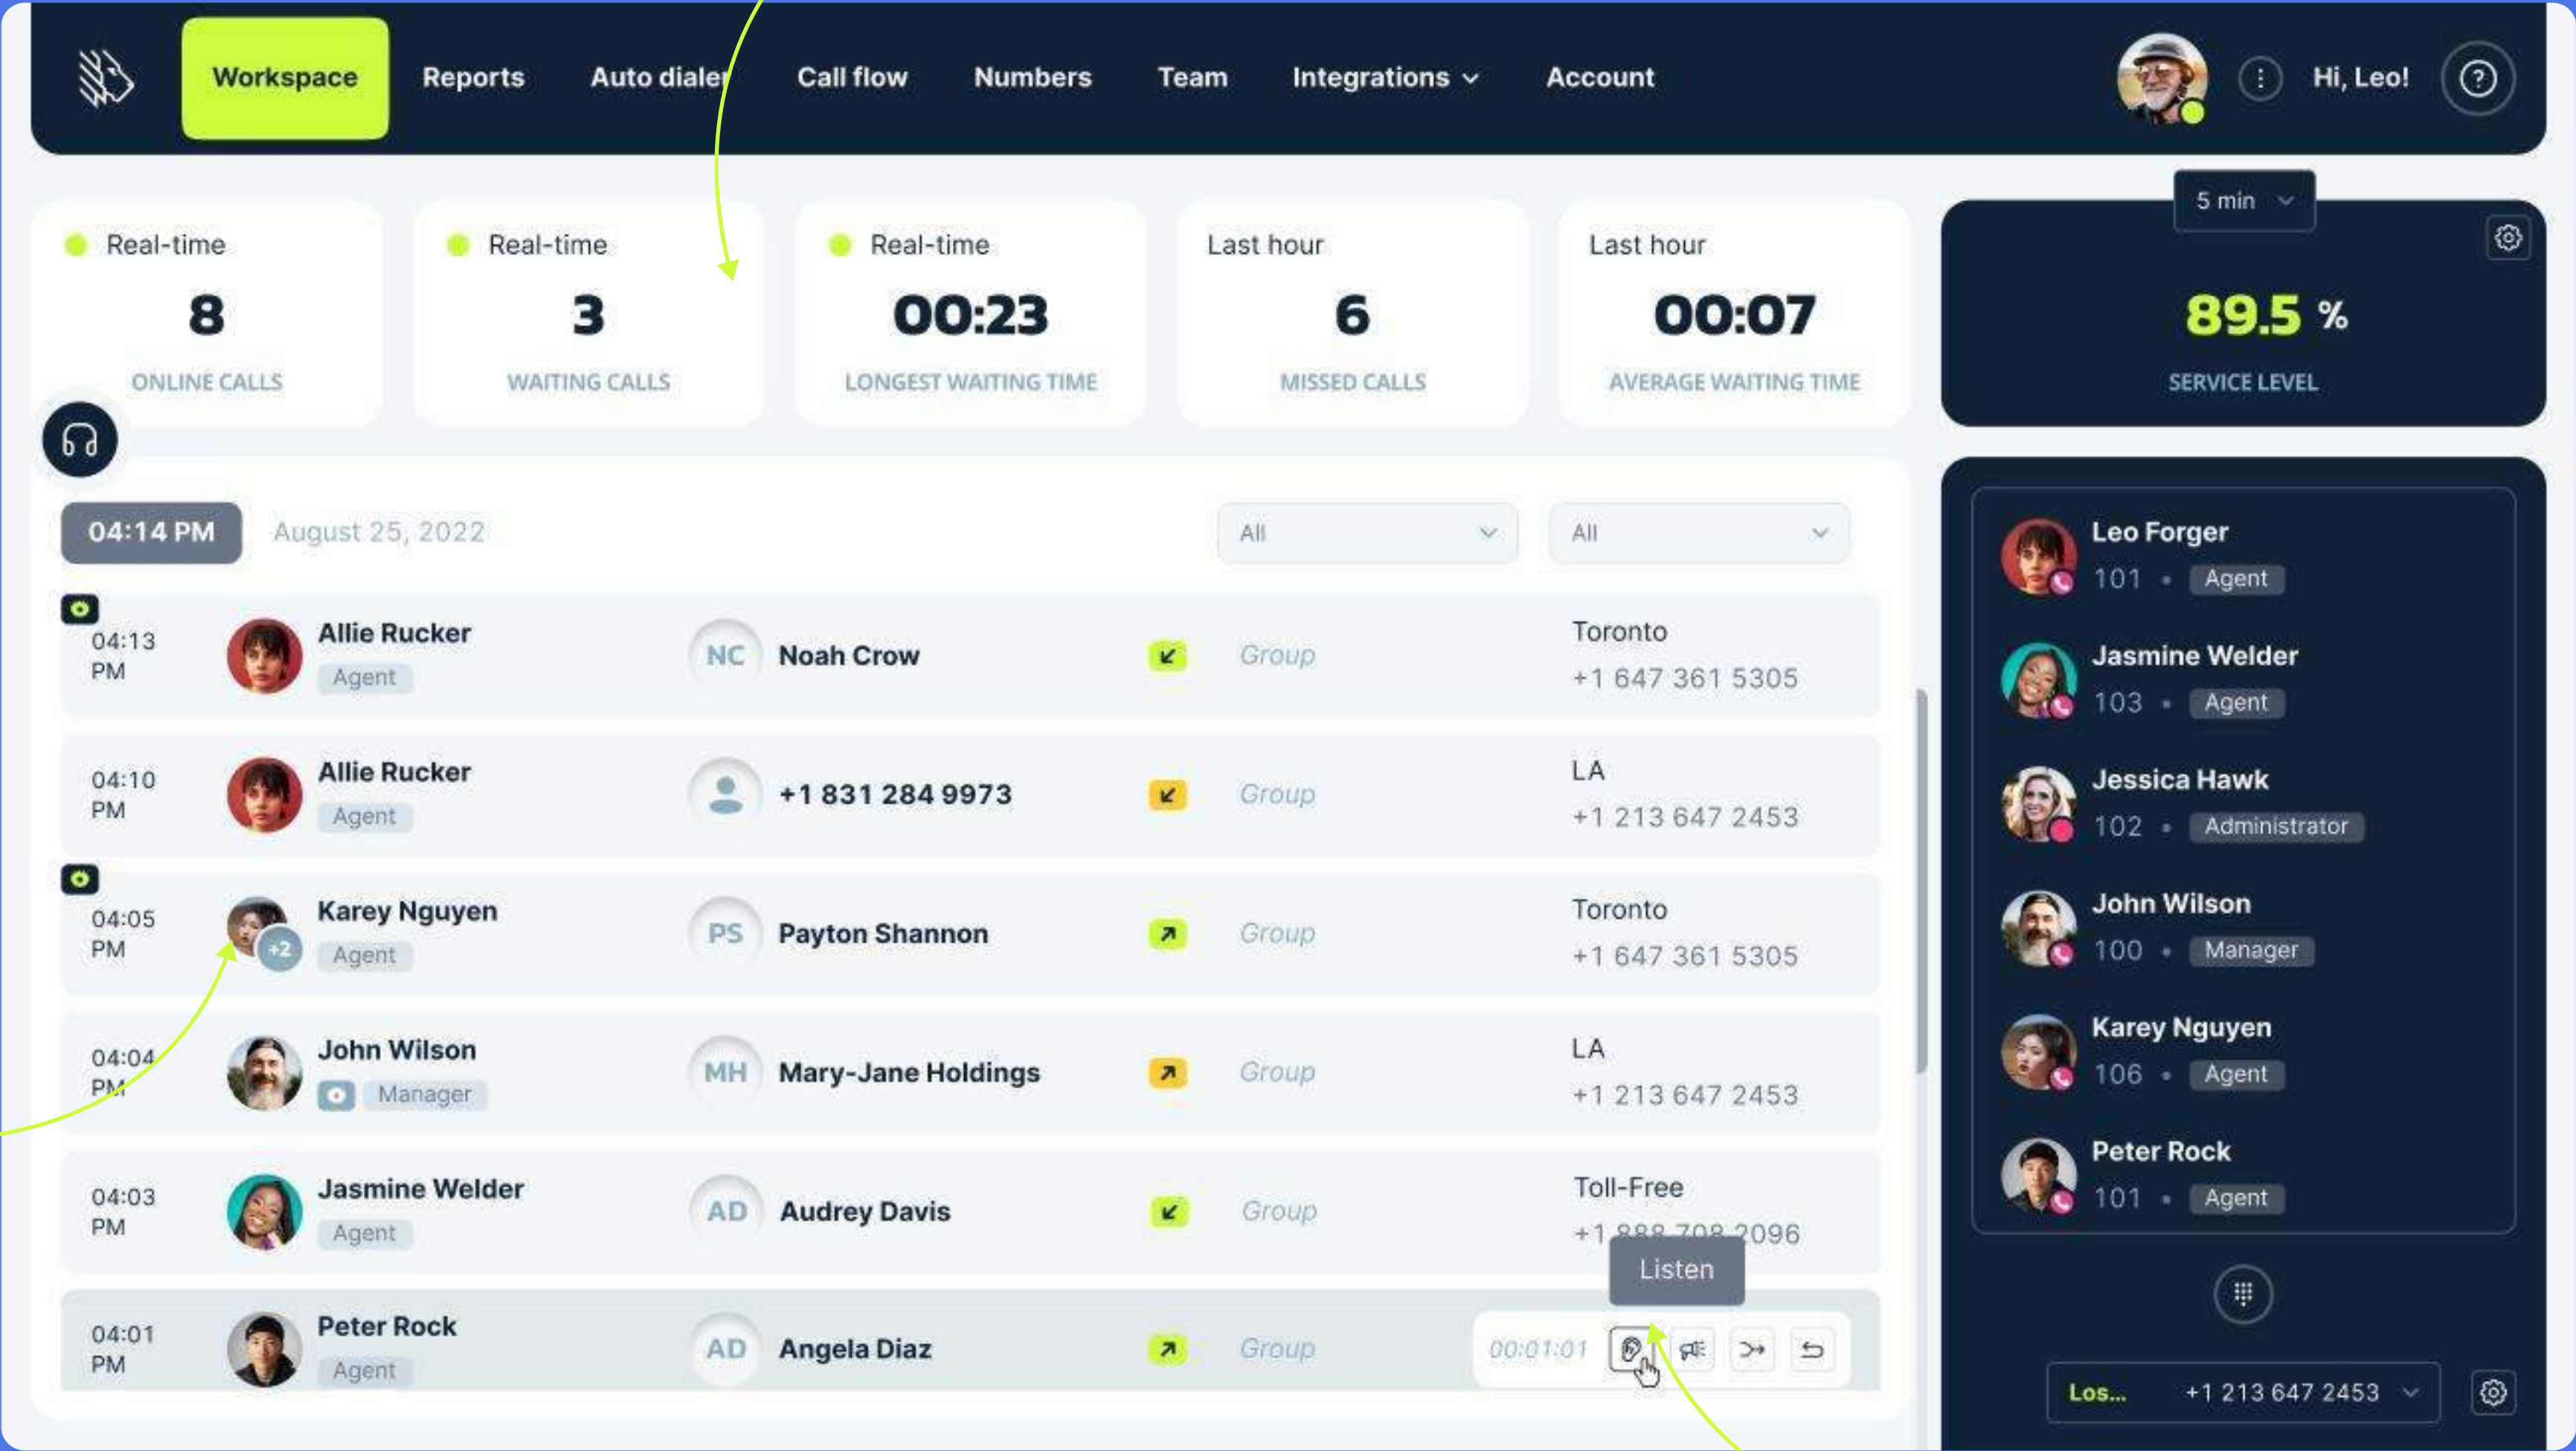 Workspace
Reports
Auto dialer
Call flow
Numbers
Team
Integrations
Account
Hi, Leo!
?
Real-time
8
ONLINE CALLS
Real-time
3
WAITING CALLS
Real-time
00:23
LONGEST WAITING TIME
Last hour
6
MISSED CALLS
Last hour
00:07
AVERAGE WAITING TIME
5 min
89.5 %
SERVICE LEVEL
04:14 PM
August 25, 2022
All
All
04:13 PM
Allie Rucker
Agent
NC
Noah Crow
Group
Toronto
+1 647 361 5305
04:10 PM
Allie Rucker
Agent
+1 831 284 9973
Group
LA
+1 213 647 2453
04:05 PM
+2
Karey Nguyen
Agent
PS
Payton Shannon
Group
Toronto
+1 647 361 5305
04:04 PM
John Wilson
Manager
MH
Mary-Jane Holdings
Group
LA
+1 213 647 2453
04:03 PM
Jasmine Welder
Agent
AD
Audrey Davis
Group
Toll-Free
+1 888 708 2096
Listen
04:01 PM
Peter Rock
Agent
AD
Angela Diaz
Group
00:01:01
Leo Forger
101 • Agent
Jasmine Welder
103 • Agent
Jessica Hawk
102 • Administrator
John Wilson
100 • Manager
Karey Nguyen
106 • Agent
Peter Rock
101 • Agent
Los... +1 213 647 2453